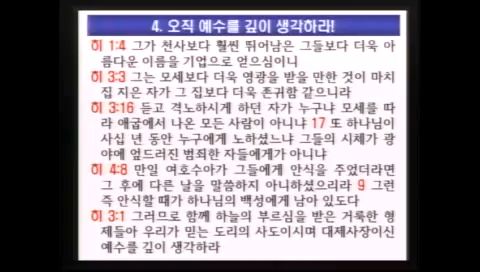 4. 오직 예수를 깊이 생각하라!
히 1:4 그가 천사보다 훨씬 뛰어남은 그들보다 더욱 아
름다운 이름을 기업으로 얻으심이니
히 3:3 그는 모세보다 더욱 영광을 받을 만한 것이 마치
집 지은 자가 그 집보다 더욱 존귀함 같으니라
히 3:16 듣고 격노하시게 하던 자가 누구냐 모세를 따
라 애굽에서 나온 모든 사람이 아니냐 17 또 하나님이
사십 년 동안 누구에게 노하셨느냐 그들의 시체가 광
야에 엎드러진 범죄한 자들에게가 아니냐
히 4:8 만일 여호수아가 그들에게 안식을 주었더라면
그 후에 다른 날을 말씀하지 아니하셨으리라 9 그런
즉 안식할 때가 하나님의 백성에게 남아 있도다
히 3:1 그러므로 함께 하늘의 부르심을 받은 거룩한 형
제들아 우리가 믿는 도리의 사도이시며 대제사장이신
예수를 깊이 생각하라